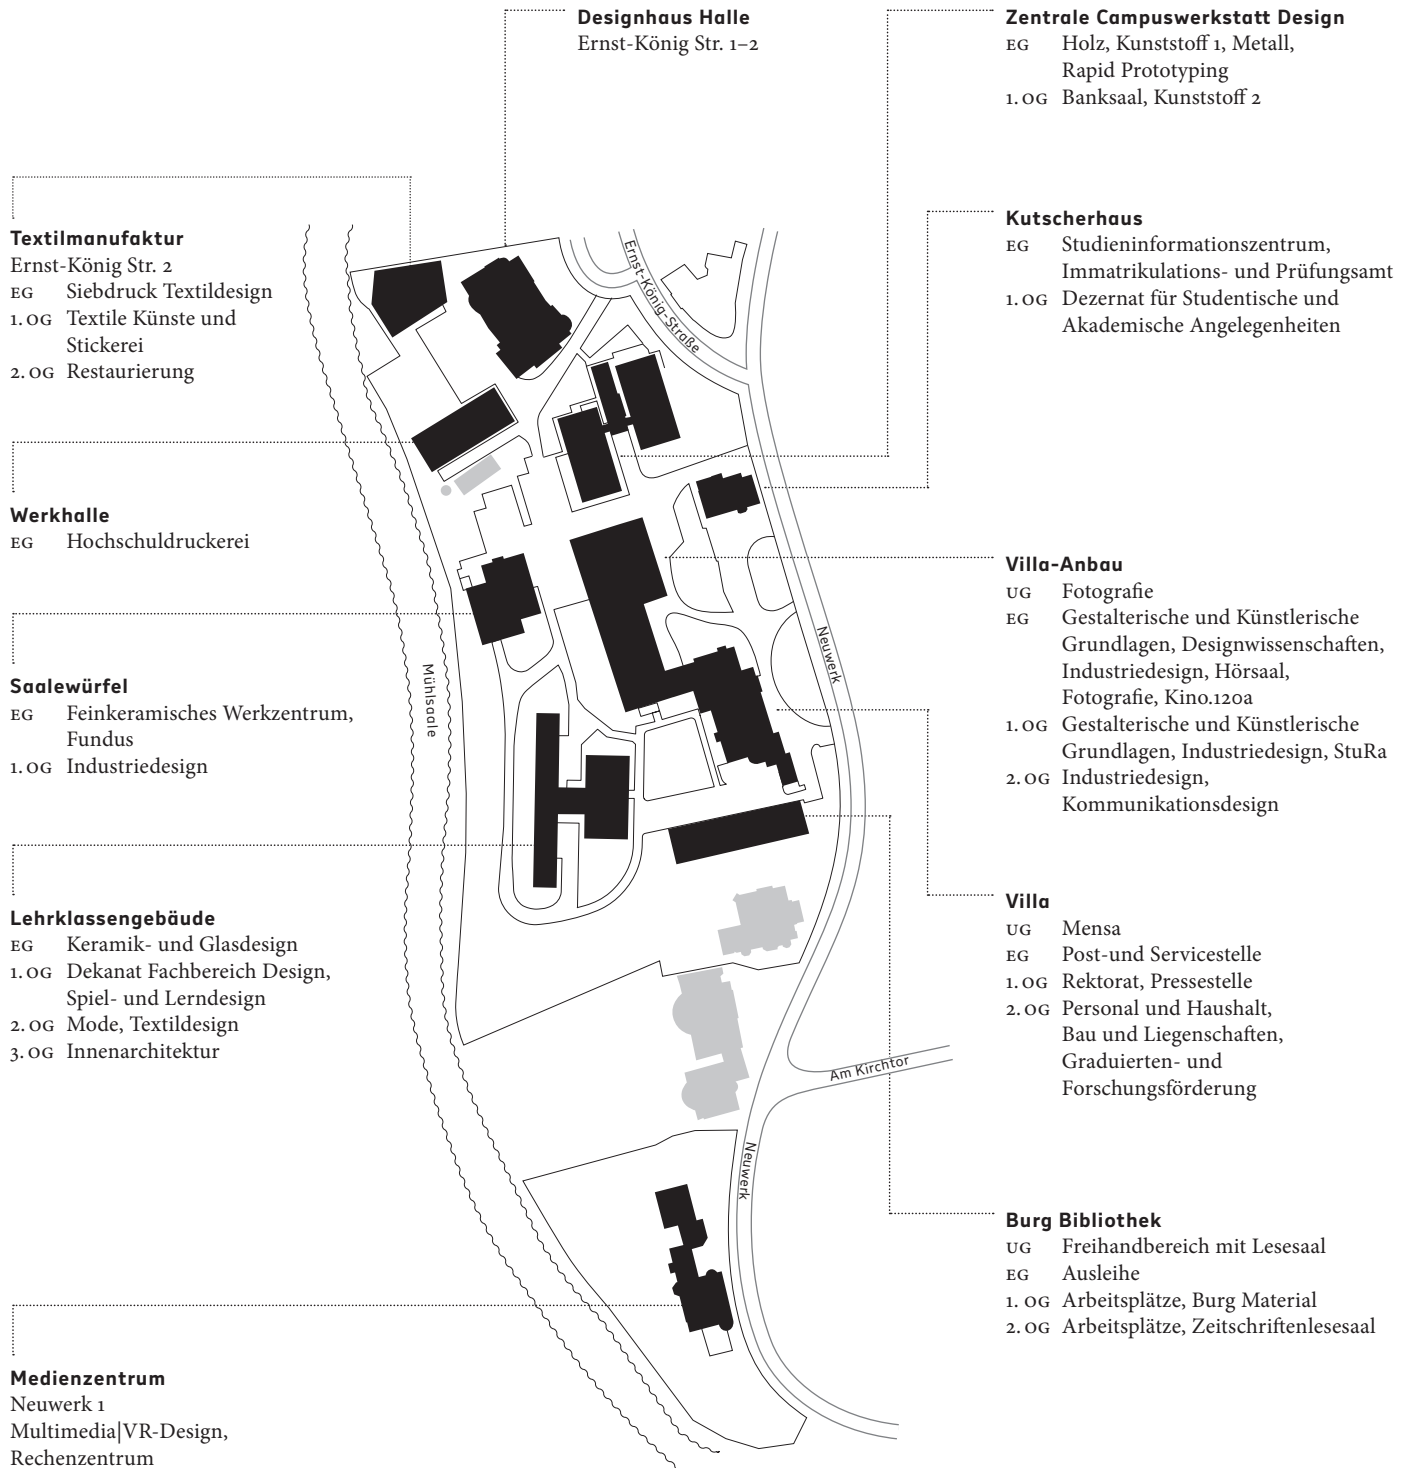 Designhaus Halle
Ernst-König Str. 1–2
Zentrale Campuswerkstatt Design
EG Holz, Kunststoff 1, Metall,
Rapid Prototyping
1. OG Banksaal, Kunststoff 2
Textilmanufaktur
Ernst-König Str. 2
EG Siebdruck Textildesign
1. OG Textile Künste und
Stickerei
2. OG Restaurierung
Kutscherhaus
EG Studieninformationszentrum,
Immatrikulations- und Prüfungsamt
1. OG Dezernat für Studentische und
Akademische Angelegenheiten
Ernst-König-Straße
Werkhalle
EG Hochschuldruckerei
Villa-Anbau
UG Fotografie
EG Gestalterische und Künstlerische
Grundlagen, Designwissenschaften,
Industriedesign, Hörsaal,
Fotografie, Kino.120a
1. OG Gestalterische und Künstlerische
Grundlagen, Industriedesign, StuRa
2. OG Industriedesign,
Kommunikationsdesign
Neuwerk
Mühlsaale
Saalewürfel
EG Feinkeramisches Werkzentrum,
Fundus
1. OG Industriedesign
Lehrklassengebäude
EG Keramik- und Glasdesign
1. OG Dekanat Fachbereich Design,
Spiel- und Lerndesign
2. OG Mode, Textildesign
3. OG Innenarchitektur
Villa
UG Mensa
EG Post-und Servicestelle
1. OG Rektorat, Pressestelle
2. OG Personal und Haushalt,
Bau und Liegenschaften,
Graduierten- und
Forschungsförderung
Am Kirchtor
Neuwerk
Burg Bibliothek
UG Freihandbereich mit Lesesaal
EG Ausleihe
1. OG Arbeitsplätze, Burg Material
2. OG Arbeitsplätze, Zeitschriftenlesesaal
Medienzentrum
Neuwerk 1
Multimedia|VR-Design,
Rechenzentrum